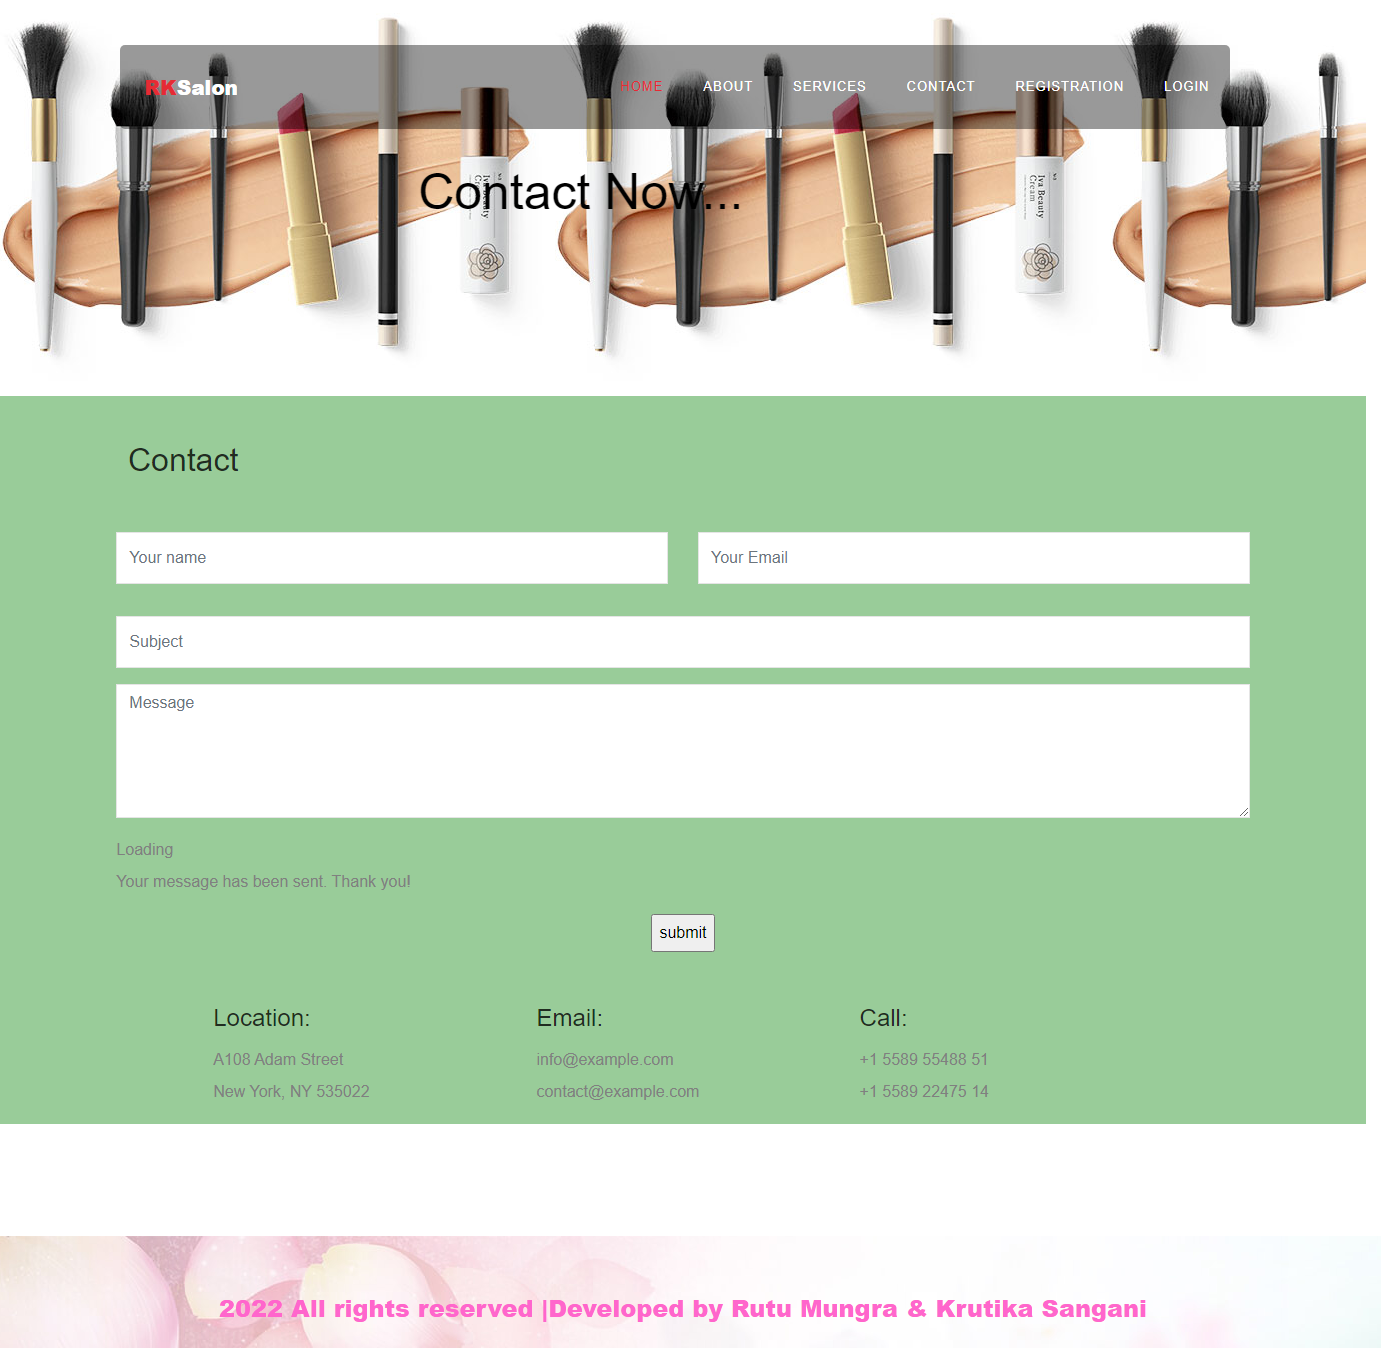 RKSalon
HOME ABOUT SERVICES CONTACT REGISTRATION LOGIN
Contact Now...
Iva Beauty
Cream
Iva Beauty
Cream
Contact
Your name
Your Email
Subject
Message
Loading
Your message has been sent. Thank you!
submit
Location:
A108 Adam Street
New York, NY 535022
Email:
info@example.com
contact@example.com
Call:
+1 5589 55488 51
+1 5589 22475 14
2022 All rights reserved |Developed by Rutu Mungra & Krutika Sangani